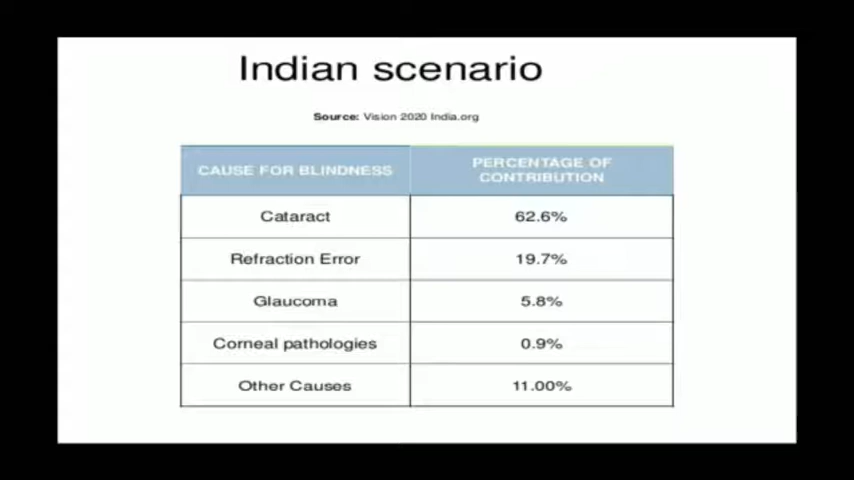 Indian scenario
Source: Vision 2020 India.org
CAUSE FOR BLINDNESS
PERCENTAGE OF
CONTRIBUTION
Cataract
62.6%
Refraction Error
19.7%
Glaucoma
5.8%
Corneal pathologies
0.9%
Other Causes
11.00%